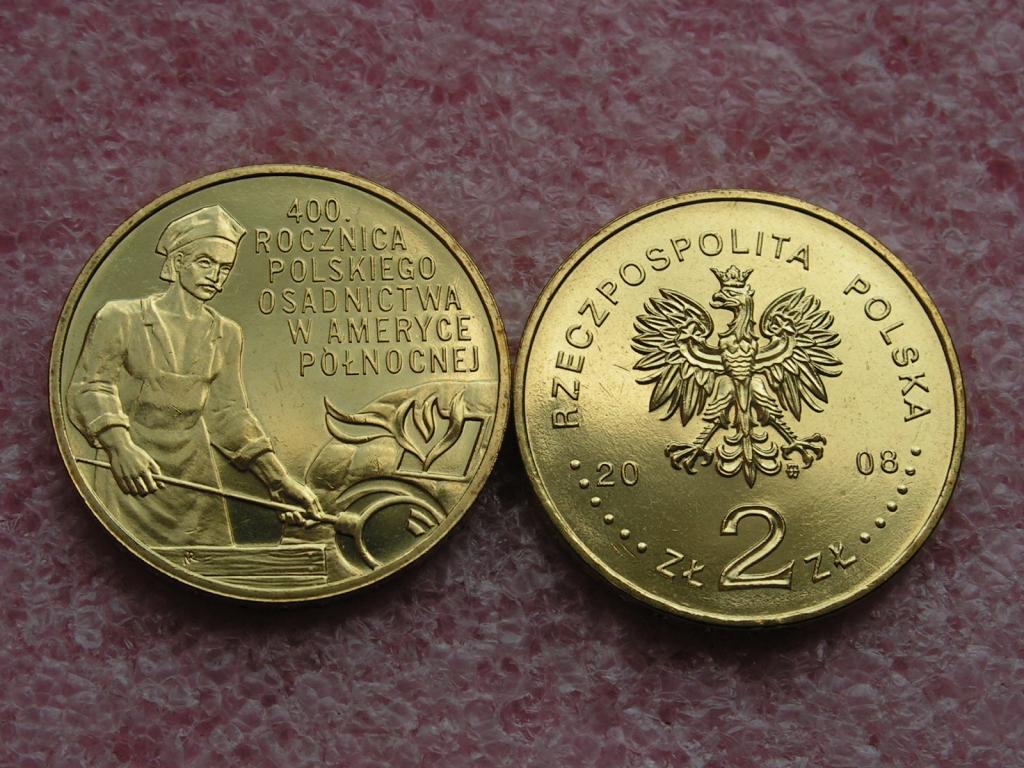 400.
ROCZNICA
POLSKIEGO
OSADNICTWA
W AMERYCE
PÓŁNOCNEJ
RZECZPOSPOLITA POLSKA
20 08
ZŁ 2 ZŁ